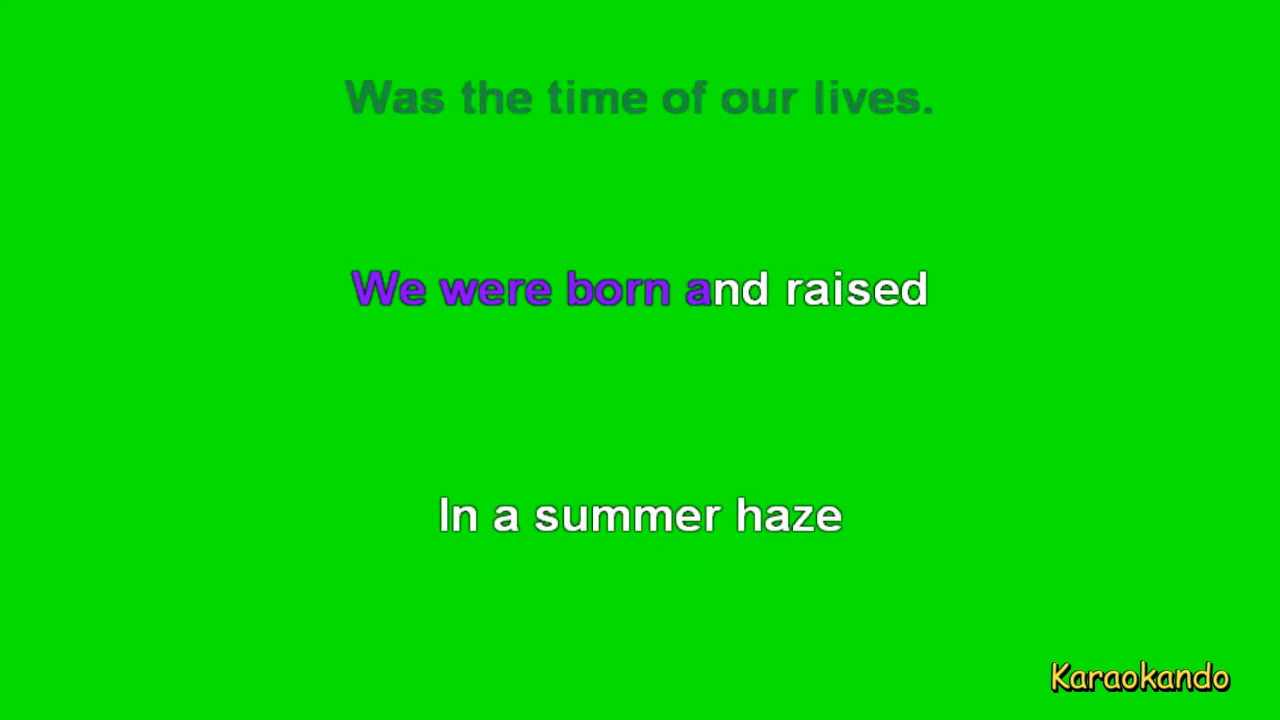 Was the time of our lives.
We were born and raised
In a summer haze
Karaokando